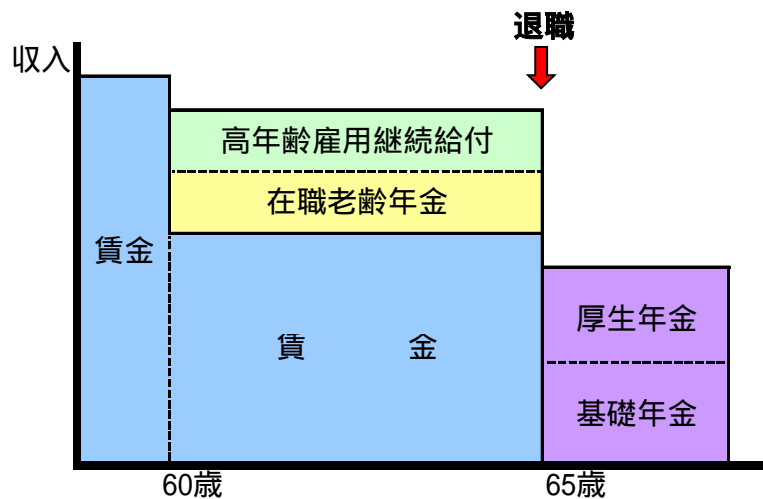 退職
収入
高年齢雇用継続給付
在職老齢年金
賃金
賃　金
厚生年金
基礎年金
60歳
65歳